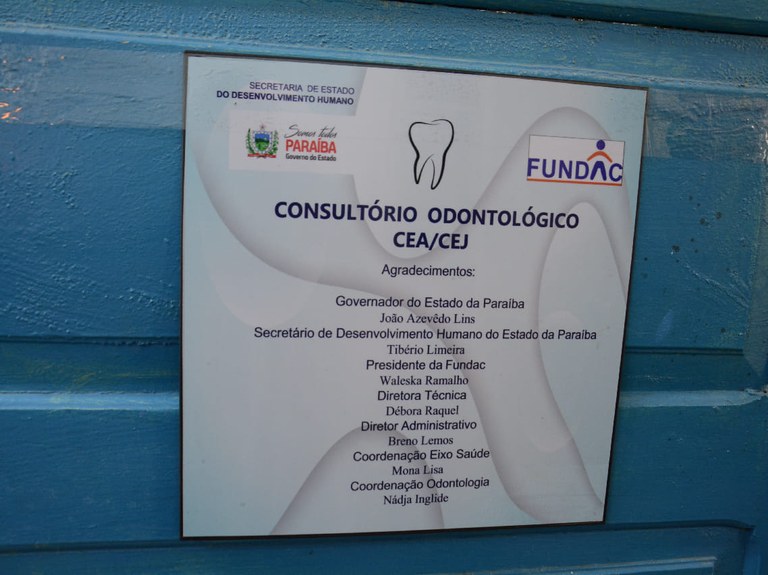 SECRETARIA DE ESTADO
DO DESENVOLVIMENTO HUMANO
Somos todos
PARAÍBA
Governo do Estado
FUNDAC
CONSULTÓRIO ODONTOLÓGICO
CEA/CEJ
Agradecimentos:
Governador do Estado da Paraíba
João Azevêdo Lins
Secretário de Desenvolvimento Humano do Estado da Paraíba
Tibério Limeira
Presidente da Fundac
Waleska Ramalho
Diretora Técnica
Débora Raquel
Diretor Administrativo
Breno Lemos
Coordenação Eixo Saúde
Mona Lisa
Coordenação Odontologia
Nádja Inglide